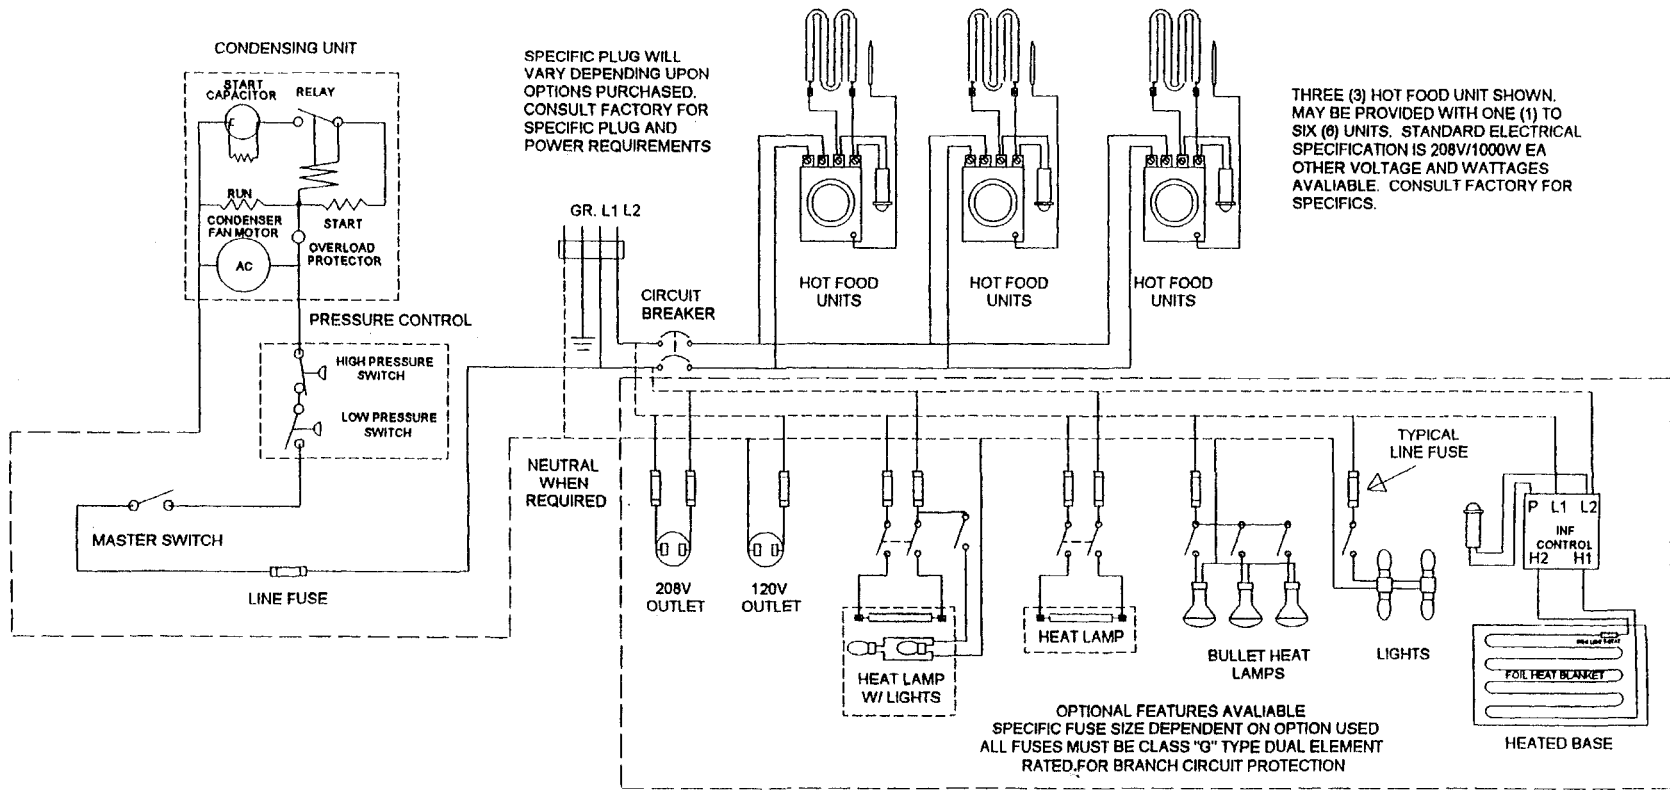 CONDENSING UNIT
START
CAPACITOR
RELAY
RUN
CONDENSER
FAN MOTOR
START
OVERLOAD
PROTECTOR
AC
PRESSURE CONTROL
HIGH PRESSURE
SWITCH
LOW PRESSURE
SWITCH
MASTER SWITCH
LINE FUSE
SPECIFIC PLUG WILL
VARY DEPENDING UPON
OPTIONS PURCHASED.
CONSULT FACTORY FOR
SPECIFIC PLUG AND
POWER REQUIREMENTS
GR. L1 L2
CIRCUIT
BREAKER
HOT FOOD
UNITS
HOT FOOD
UNITS
HOT FOOD
UNITS
THREE (3) HOT FOOD UNIT SHOWN.
MAY BE PROVIDED WITH ONE (1) TO
SIX (6) UNITS. STANDARD ELECTRICAL
SPECIFICATION IS 208V/1000W EA
OTHER VOLTAGE AND WATTAGES
AVALIABLE. CONSULT FACTORY FOR
SPECIFICS.
NEUTRAL
WHEN
REQUIRED
208V
OUTLET
120V
OUTLET
HEAT LAMP
W/ LIGHTS
HEAT LAMP
BULLET HEAT
LAMPS
LIGHTS
TYPICAL
LINE FUSE
P L1 L2
INF
CONTROL
H2 H1
FOIL HEAT BLANKET
HEATED BASE
OPTIONAL FEATURES AVALIABLE
SPECIFIC FUSE SIZE DEPENDENT ON OPTION USED
ALL FUSES MUST BE CLASS "G" TYPE DUAL ELEMENT
RATED.FOR BRANCH CIRCUIT PROTECTION